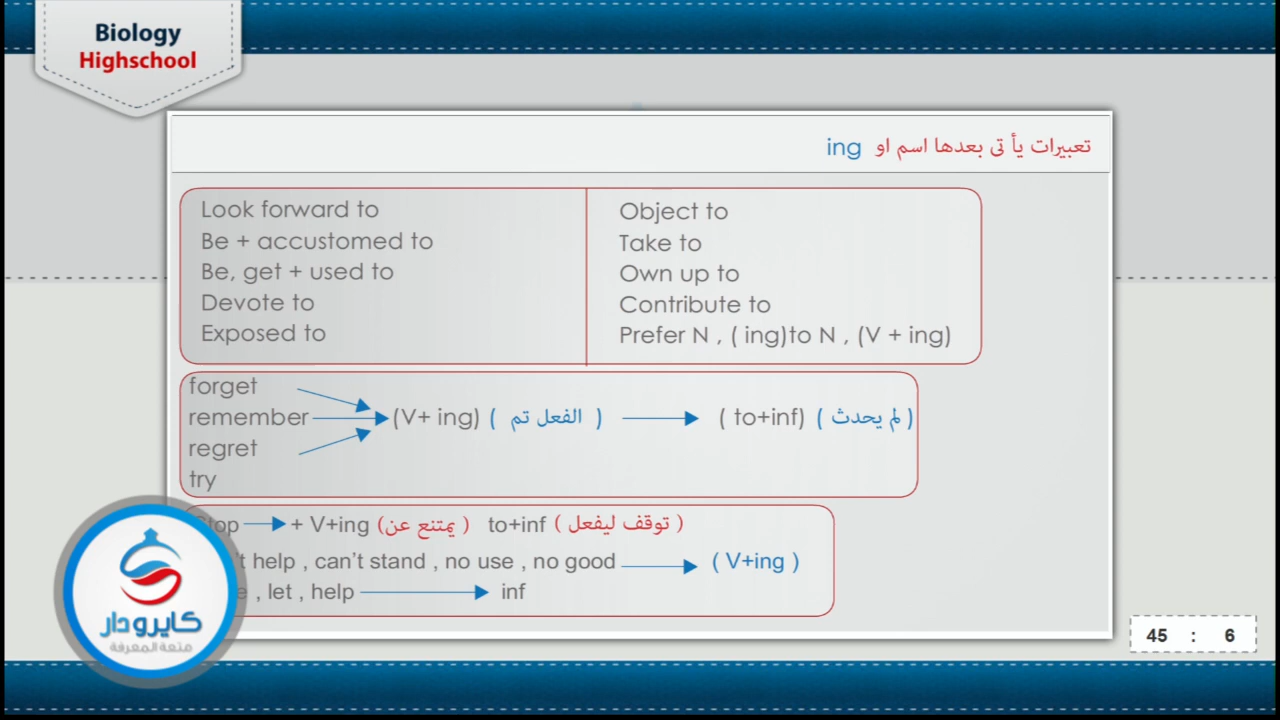 Biology
Highschool
تعبيرات يأ تى بعدها اسم او ing
Look forward to
Be + accustomed to
Be, get + used to
Devote to
Exposed to
Object to
Take to
Own up to
Contribute to
Prefer N , ( ing)to N , (V + ing)
forget
remember
regret
try
(V+ ing) ( الفعل تم ) ( to+inf) ( لم يحدث )
+ V+ing (يمتنع عن ) to+inf ( توقف ليفعل )
help , can't stand , no use , no good ( V+ing )
, let , help inf
كايرودار
متعة المعرفة
45 : 6